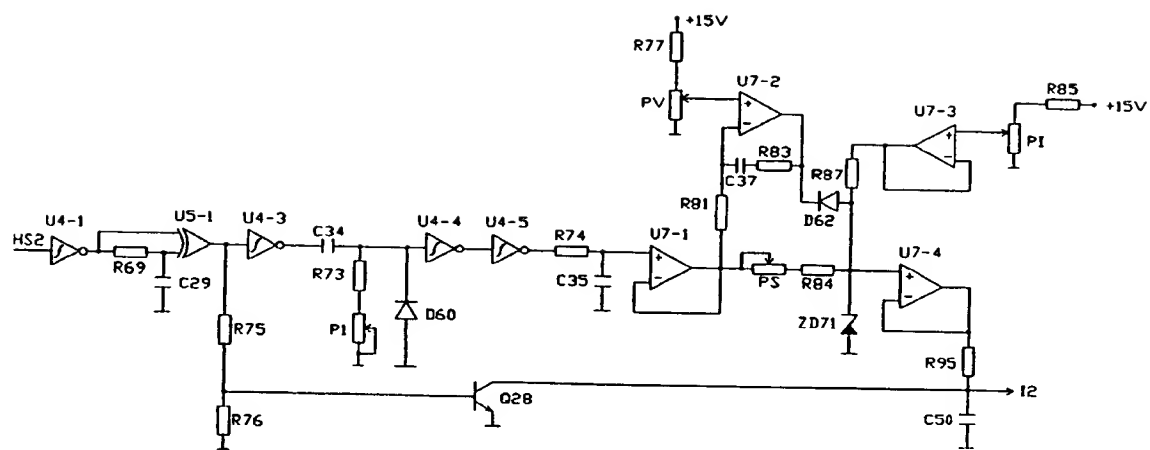 +15V
R77
PV
U7-2
R85
+15V
U7-3
PI
R83
C37
R87
D62
R81
U4-1
HS2
U5-1
U4-3
C34
U4-4
U4-5
R74
U7-1
U7-4
R69
C29
R73
C35
PS
R84
D60
ZD71
R75
P1
R95
R76
Q28
I2
C50